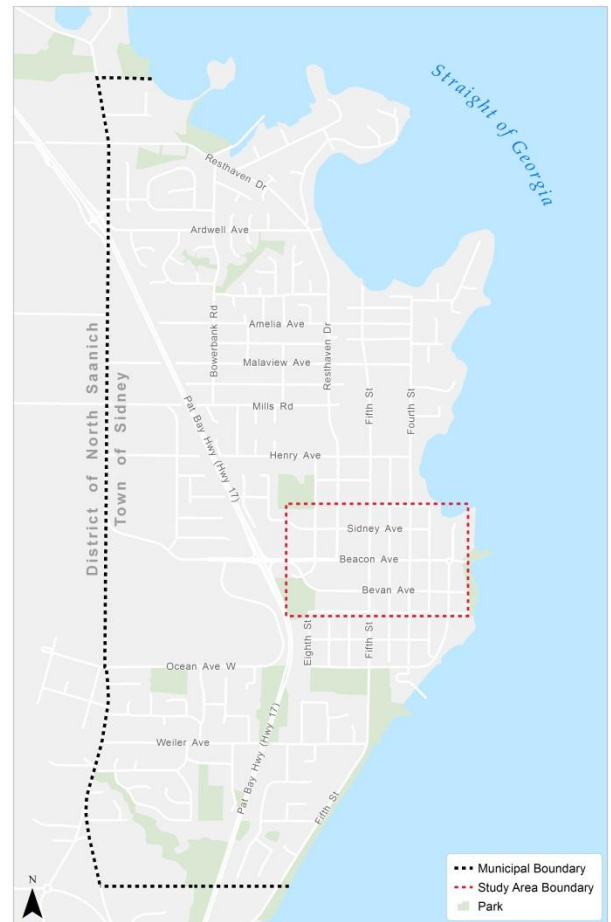 Straight of Georgia
Resthaven Dr
Ardwell Ave
Bowerbank Rd
Amelia Ave
Resthaven Dr
Malaview Ave
Mills Rd
Fifth St
Fourth St
District of North Saanich
Town of Sidney
Pat Bay Hwy (Hwy 17)
Henry Ave
Sidney Ave
Beacon Ave
Bevan Ave
Eighth St
Fifth St
Ocean Ave W
Weiler Ave
Pat Bay Hwy (Hwy 17)
Fifth St
N
Municipal Boundary
Study Area Boundary
Park